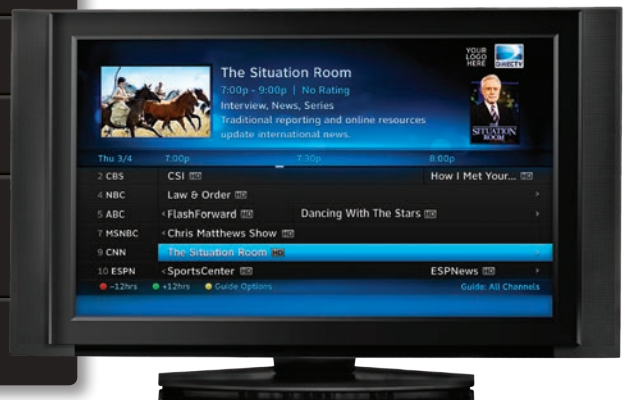 YOUR
LOGO
HERE
DIRECTV
The Situation Room
7:00p - 9:00p | No Rating
Interview, News, Series
Traditional reporting and online resources
update international news.
SITUATION
ROOM
Thu 3/4 7:00p 7:30p 8:00p
2 CBS CSI HD How I Met Your... HD
4 NBC Law & Order HD
5 ABC FlashForward HD Dancing With The Stars HD
7 MSNBC Chris Matthews Show HD
9 CNN The Situation Room HD
10 ESPN SportsCenter HD ESPNews HD
-12hrs +12hrs Guide Options Guide: All Channels